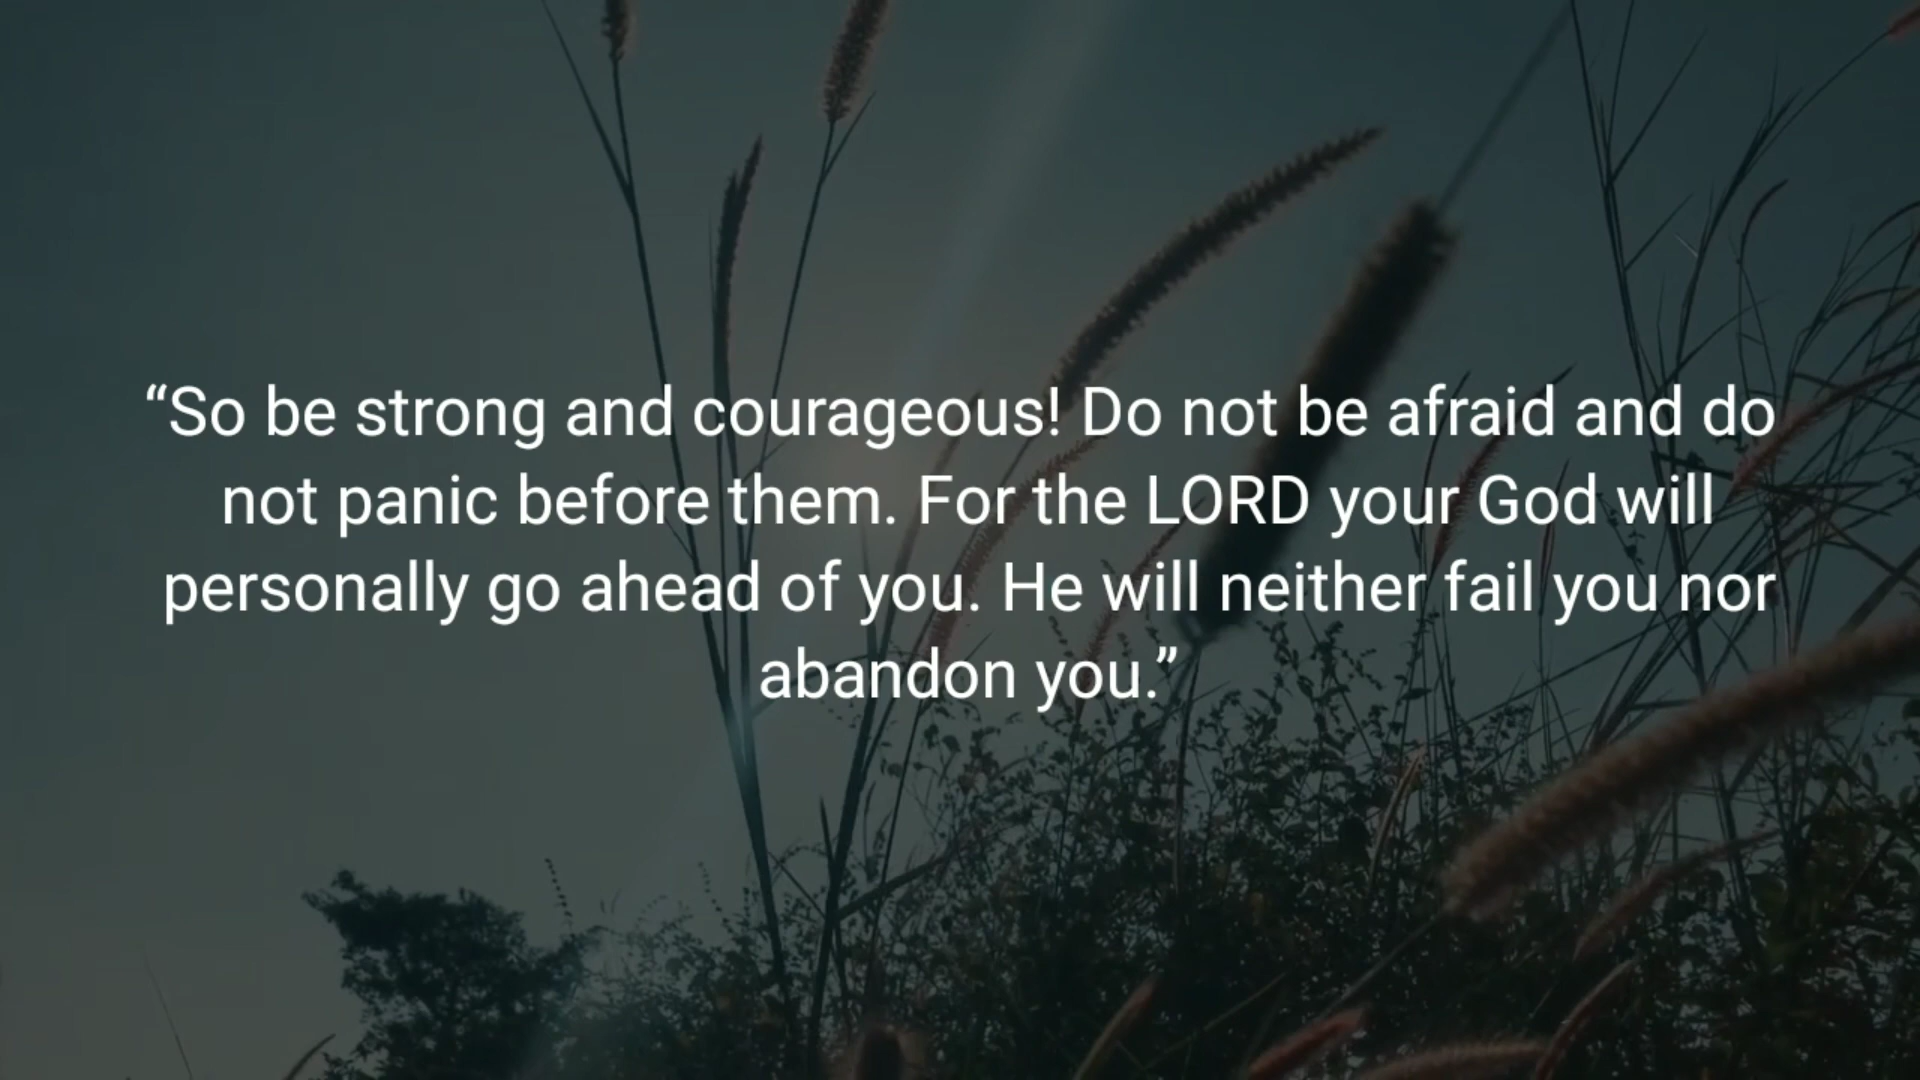 “So be strong and courageous! Do not be afraid and do
not panic before them. For the LORD your God will
personally go ahead of you. He will neither fail you nor
abandon you.”